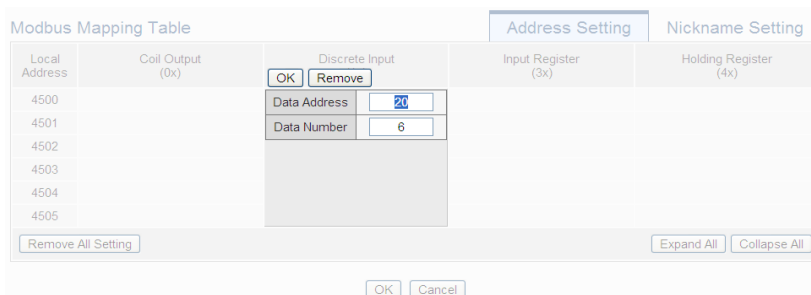 Modbus Mapping Table
Address Setting
Nickname Setting
Local Address
Coil Output (0x)
Discrete Input
Input Register (3x)
Holding Register (4x)
OK
Remove
4500
Data Address
20
4501
Data Number
6
4502
4503
4504
4505
Remove All Setting
Expand All
Collapse All
OK
Cancel